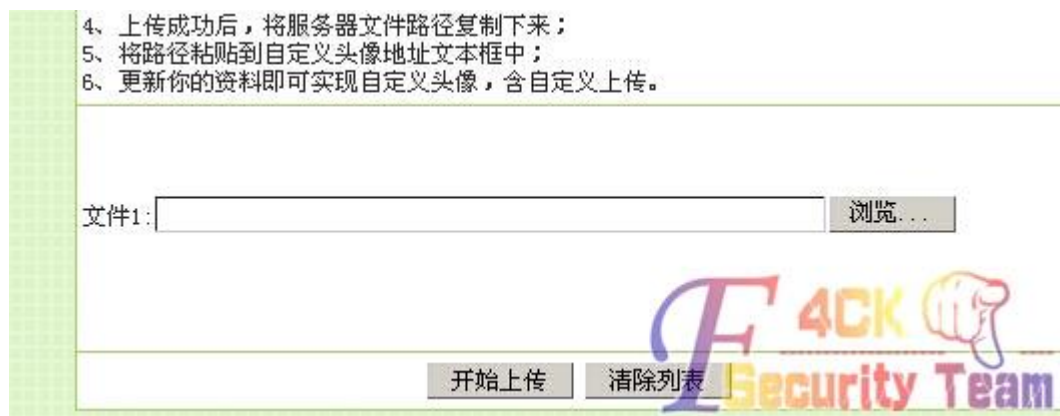 4、上传成功后，将服务器文件路径复制下来；
5、将路径粘贴到自定义头像地址文本框中；
6、更新你的资料即可实现自定义头像，含自定义上传。
文件1:
浏览...
F4CK
Security Team
开始上传 清除列表